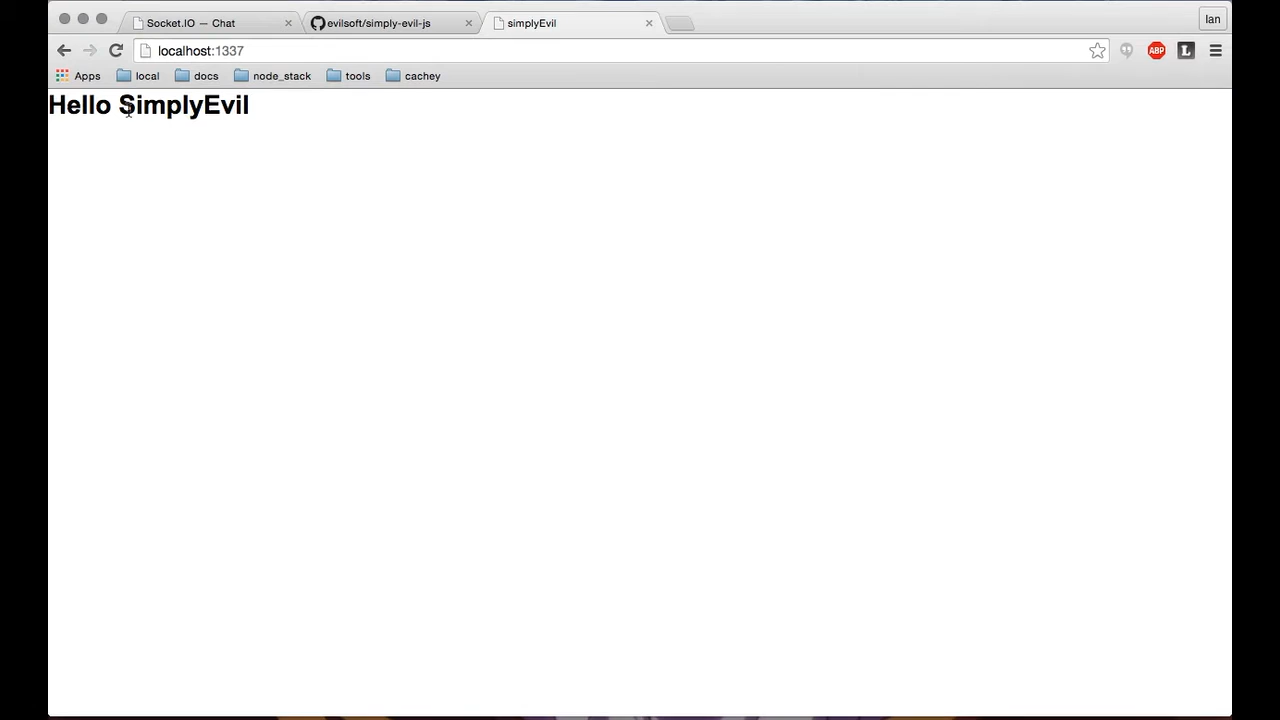 Socket.IO — Chat
evilsoft/simply-evil-js
simplyEvil
Ian
localhost:1337
ABP
L
Apps
local
docs
node_stack
tools
cachey
Hello SimplyEvil